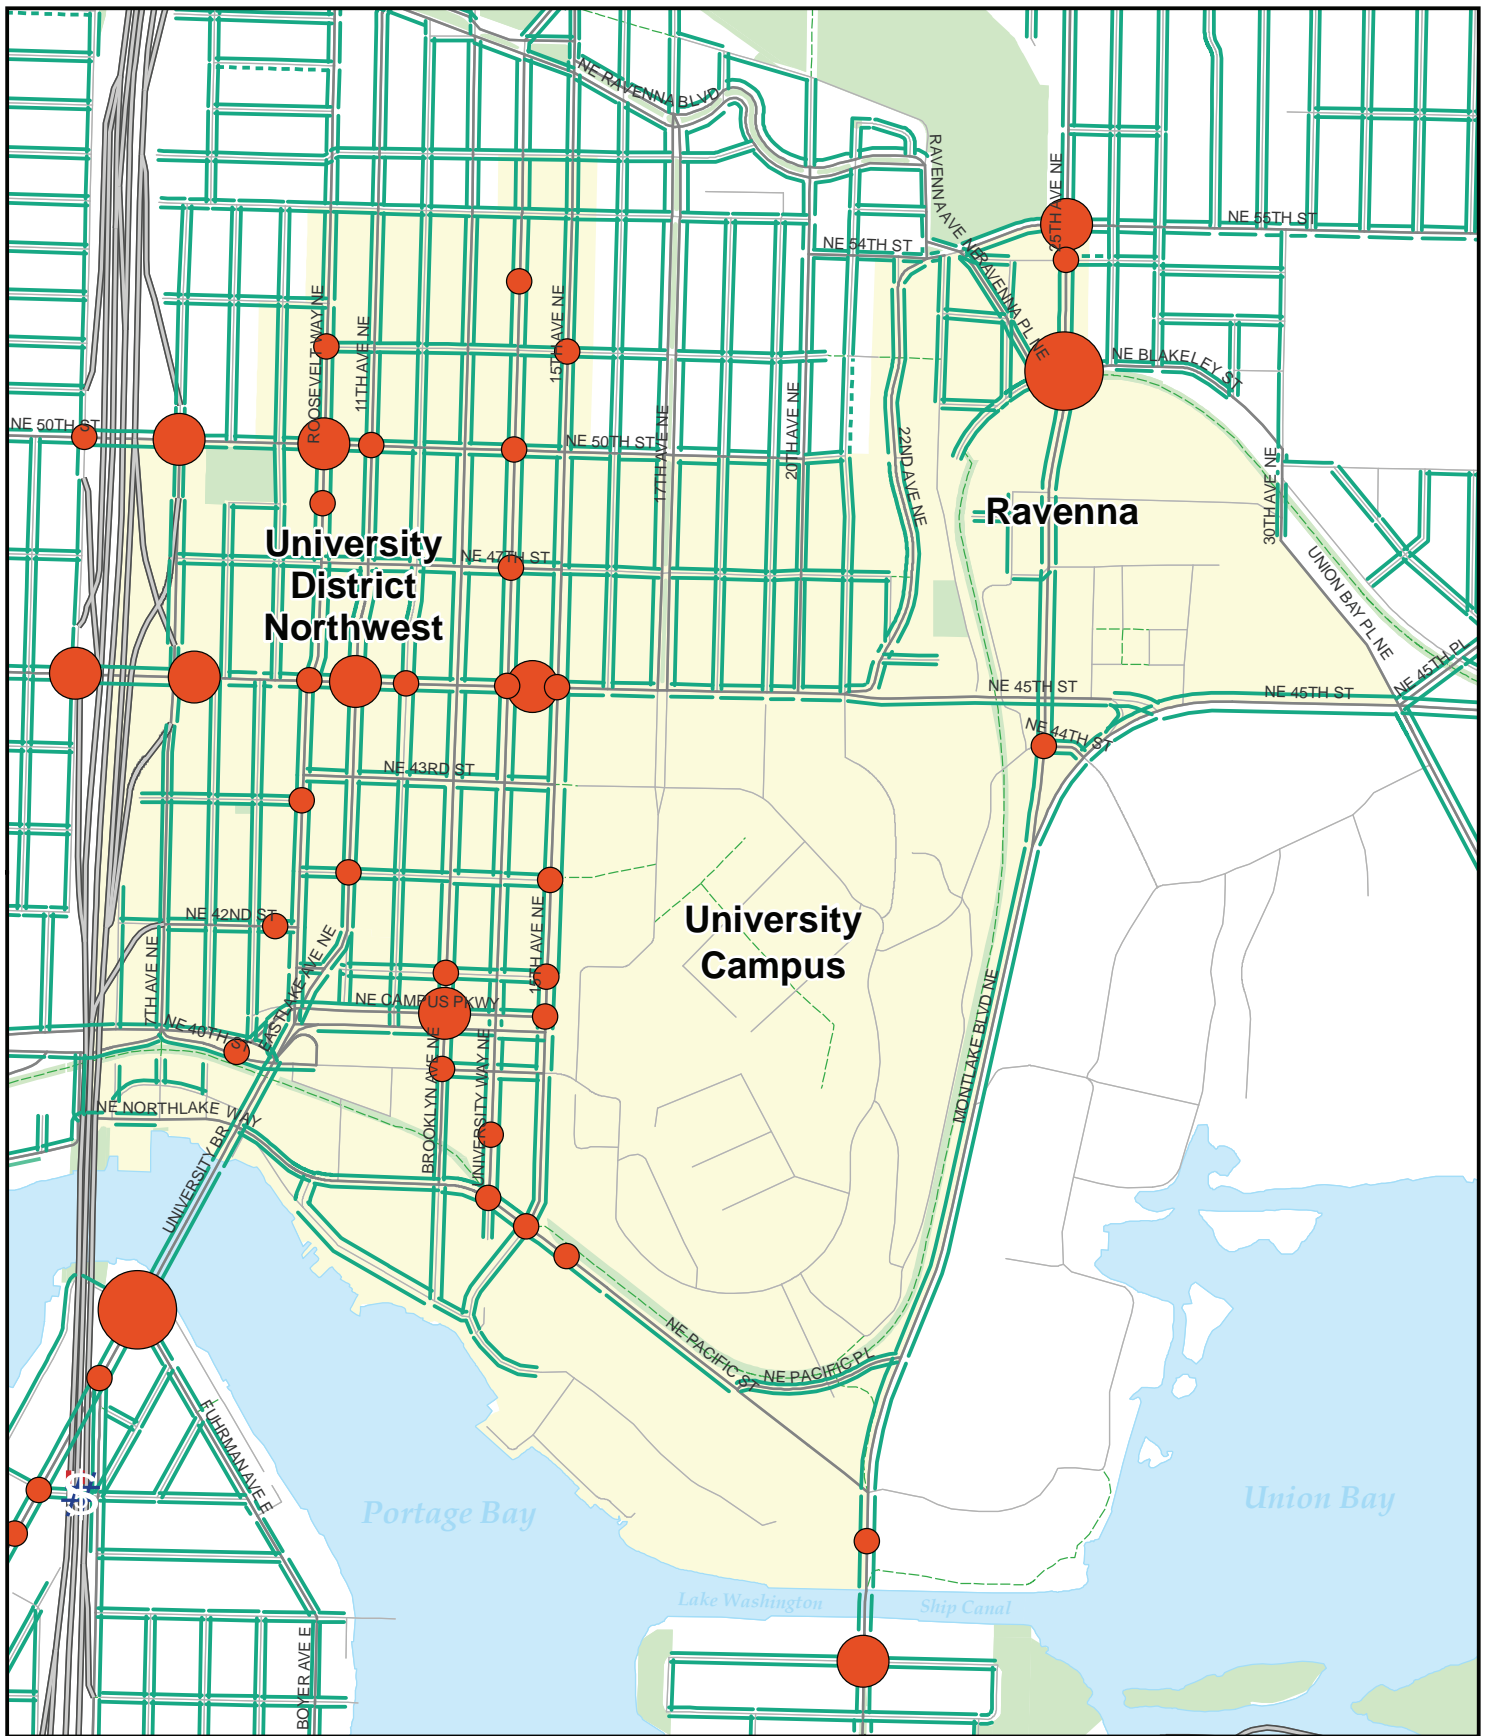 NE RAVENNA BLVD
RAVENNA AVE NE
25TH AVE NE
NE 55TH ST
NE 54TH ST
RAVENNA PL NE
ROOSEVELT WAY NE
11TH AVE NE
15TH AVE NE
NE BLAKELEY ST
NE 50TH ST
NE 50TH ST
17TH AVE NE
20TH AVE NE
22ND AVE NE
30TH AVE NE
Ravenna
University
District
Northwest
NE 47TH ST
UNION BAY PL NE
NE 45TH PL
NE 45TH ST
NE 45TH ST
NE 44TH ST
NE 43RD ST
NE 42ND ST
University
Campus
7TH AVE NE
EASTLAKE AVE NE
15TH AVE NE
NE CAMPUS PKWY
NE 40TH ST
MONTLAKE BLVD NE
BROOKLYN AVE NE
UNIVERSITY WAY NE
NE NORTHLAKE WAY
UNIVERSITY BR
NE PACIFIC ST
NE PACIFIC PL
FUHRMAN AVE E
$
Portage Bay
Union Bay
Lake Washington
Ship Canal
BOYER AVE E